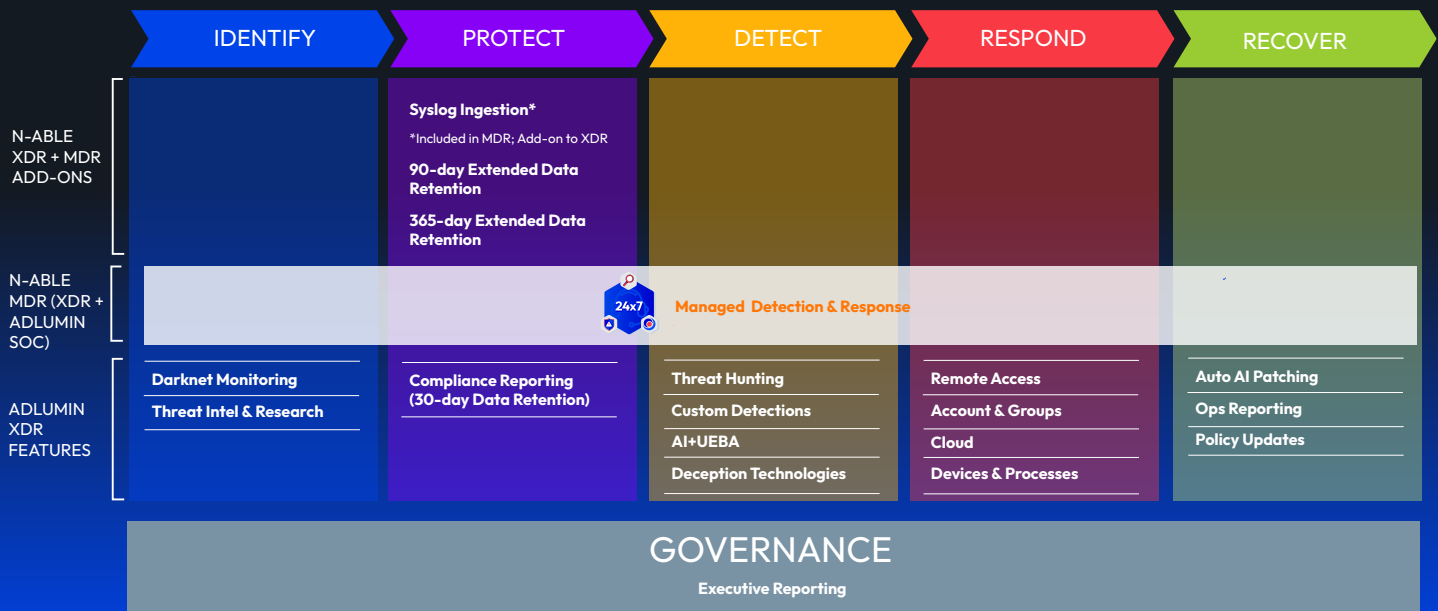 IDENTIFY
PROTECT
DETECT
RESPOND
RECOVER
N-ABLE
XDR + MDR
ADD-ONS
Syslog Ingestion*
*Included in MDR; Add-on to XDR
90-day Extended Data
Retention
365-day Extended Data
Retention
N-ABLE
MDR (XDR +
ADLUMIN
SOC)
24x7
Managed Detection & Response
ADLUMIN
XDR
FEATURES
Darknet Monitoring
Threat Intel & Research
Compliance Reporting
(30-day Data Retention)
Threat Hunting
Custom Detections
AI+UEBA
Deception Technologies
Remote Access
Account & Groups
Cloud
Devices & Processes
Auto AI Patching
Ops Reporting
Policy Updates
GOVERNANCE
Executive Reporting